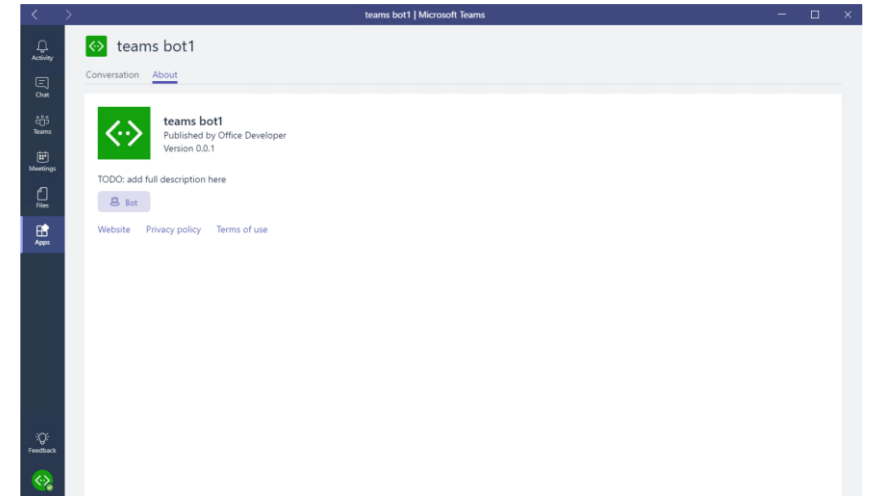 teams bot1 | Microsoft Teams
Activity
Chat
Teams
Meetings
Files
Apps
Feedback
teams bot1
Conversation About
teams bot1
Published by Office Developer
Version 0.0.1
TODO: add full description here
Bot
Website Privacy policy Terms of use